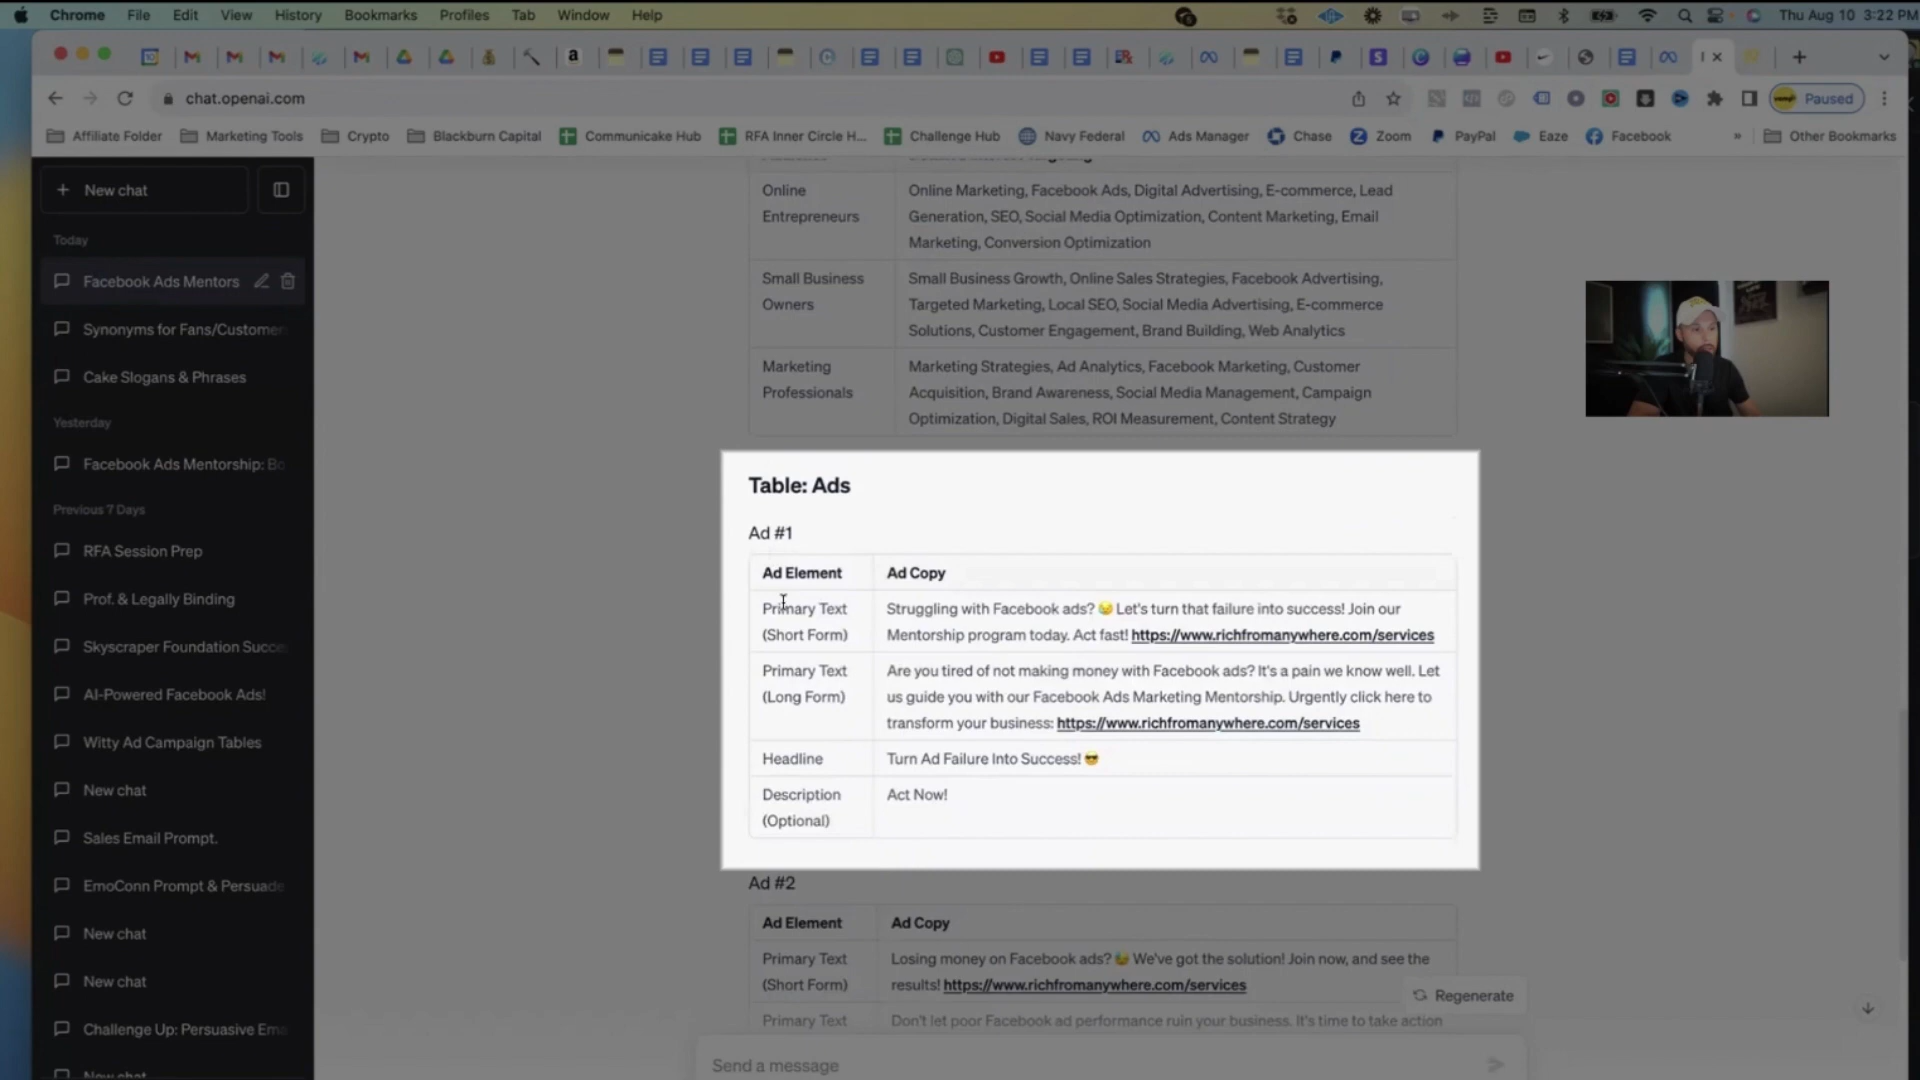 Chrome File Edit View History Bookmarks Profiles Tab Window Help Thu Aug 10 3:22 PM
chat.openai.com Paused
Affiliate Folder Marketing Tools Crypto Blackburn Capital Communicake Hub RFA Inner Circle H... Challenge Hub Navy Federal Ads Manager Chase Zoom PayPal Eaze Facebook » Other Bookmarks
+ New chat
Today
Facebook Ads Mentors
Synonyms for Fans/Customer
Cake Slogans & Phrases
Yesterday
Facebook Ads Mentorship: Bo
Previous 7 Days
RFA Session Prep
Prof. & Legally Binding
Skyscraper Foundation Succe
AI-Powered Facebook Ads!
Witty Ad Campaign Tables
New chat
Sales Email Prompt.
EmoConn Prompt & Persuade
New chat
New chat
Challenge Up: Persuasive Ema
New chat
Online Entrepreneurs
Online Marketing, Facebook Ads, Digital Advertising, E-commerce, Lead
Generation, SEO, Social Media Optimization, Content Marketing, Email
Marketing, Conversion Optimization
Small Business Owners
Small Business Growth, Online Sales Strategies, Facebook Advertising,
Targeted Marketing, Local SEO, Social Media Advertising, E-commerce
Solutions, Customer Engagement, Brand Building, Web Analytics
Marketing Professionals
Marketing Strategies, Ad Analytics, Facebook Marketing, Customer
Acquisition, Brand Awareness, Social Media Management, Campaign
Optimization, Digital Sales, ROI Measurement, Content Strategy
Table: Ads
Ad #1
Ad Element Ad Copy
Primary Text (Short Form)
Struggling with Facebook ads? 😢 Let's turn that failure into success! Join our
Mentorship program today. Act fast! https://www.richfromanywhere.com/services
Primary Text (Long Form)
Are you tired of not making money with Facebook ads? It's a pain we know well. Let
us guide you with our Facebook Ads Marketing Mentorship. Urgently click here to
transform your business: https://www.richfromanywhere.com/services
Headline Turn Ad Failure Into Success! 😎
Description (Optional)
Act Now!
Ad #2
Ad Element Ad Copy
Primary Text (Short Form)
Losing money on Facebook ads? We've got the solution! Join now, and see the
results! https://www.richfromanywhere.com/services
Primary Text Don't let poor Facebook ad performance ruin your business. It's time to take action
Regenerate
Send a message